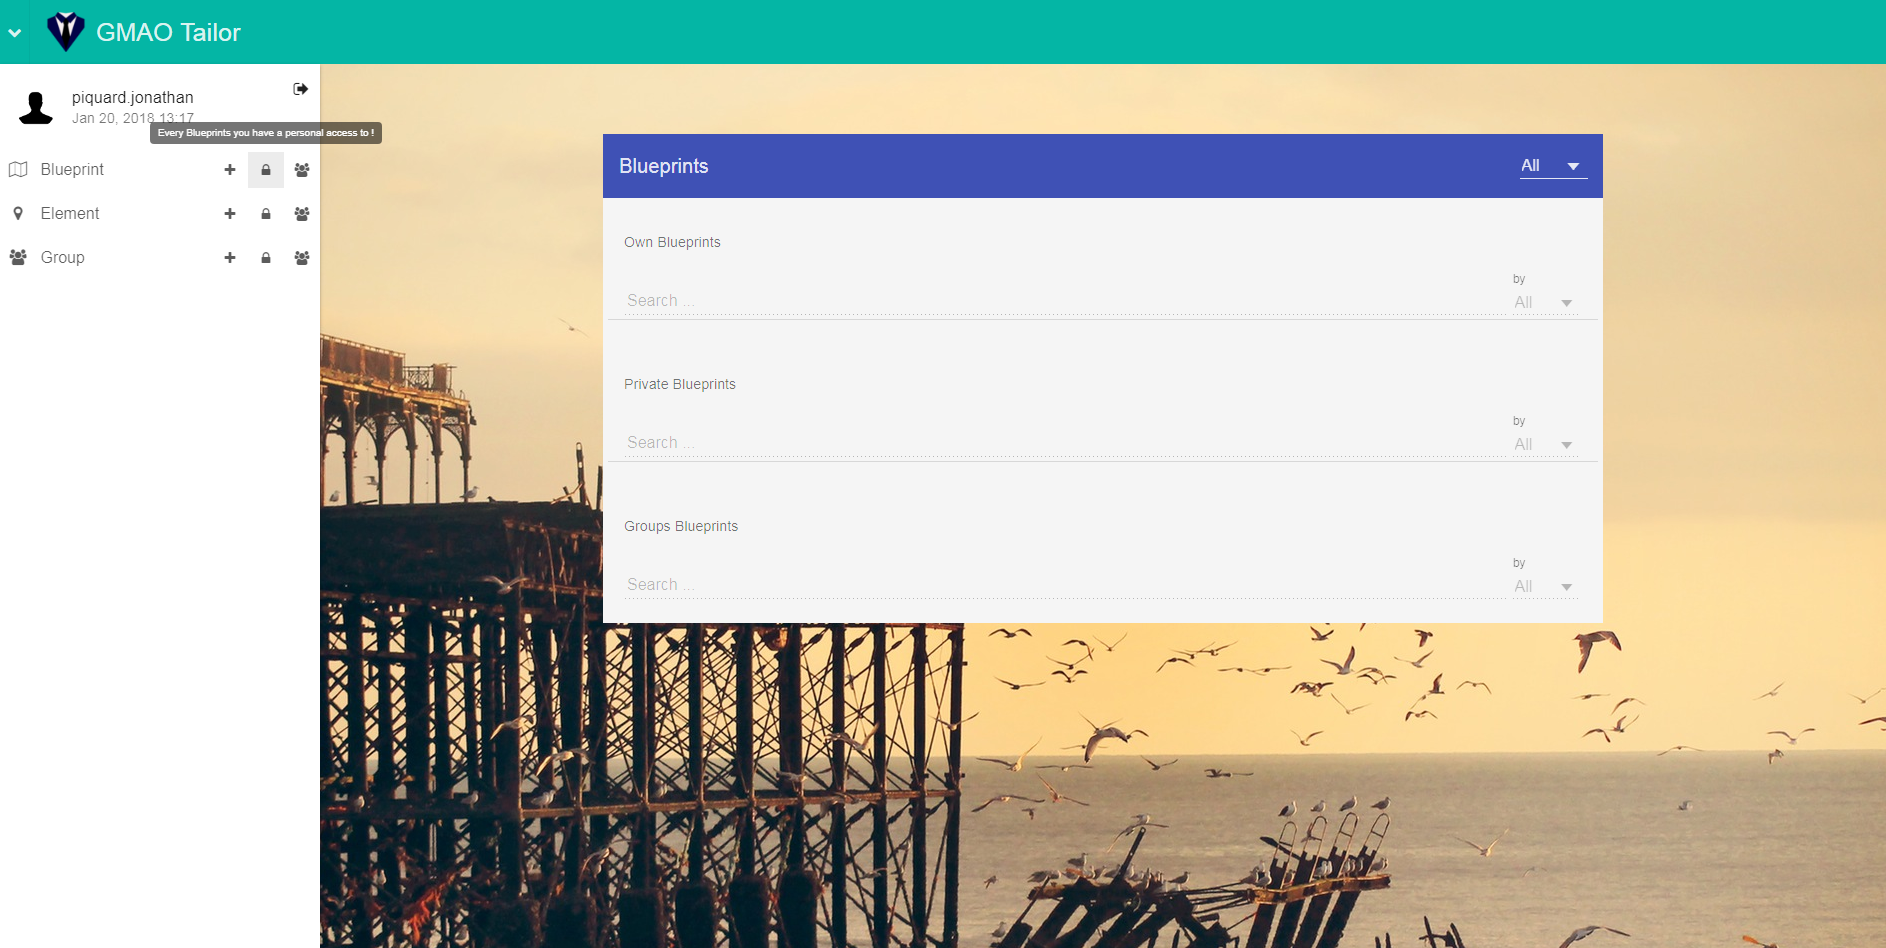 GMAO Tailor
piquard.jonathan
Jan 20, 2018 13:17
Every Blueprints you have a personal access to !
Blueprint
Element
Group
Blueprints
All
Own Blueprints
by
Search ...
All
Private Blueprints
by
Search ...
All
Groups Blueprints
by
Search ...
All